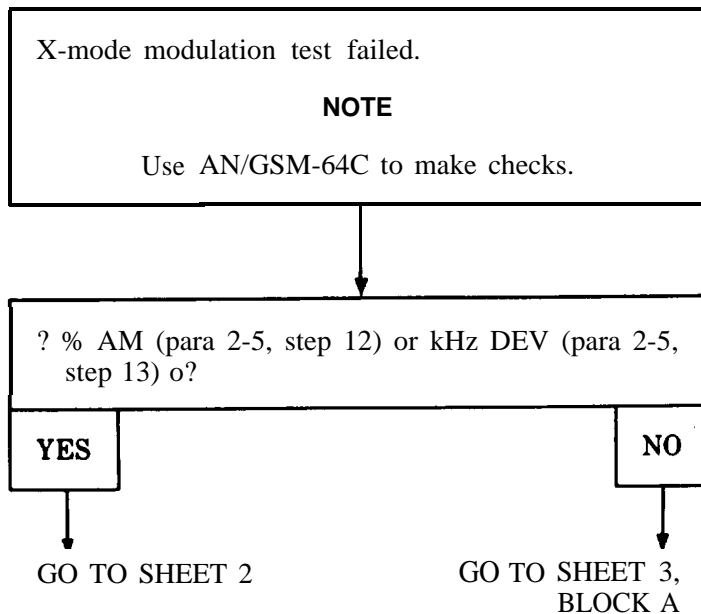 X-mode modulation test failed.
NOTE
Use AN/GSM-64C to make checks.
? % AM (para 2-5, step 12) or kHz DEV (para 2-5,
step 13) o?
YES
NO
GO TO SHEET 2
GO TO SHEET 3,
BLOCK A